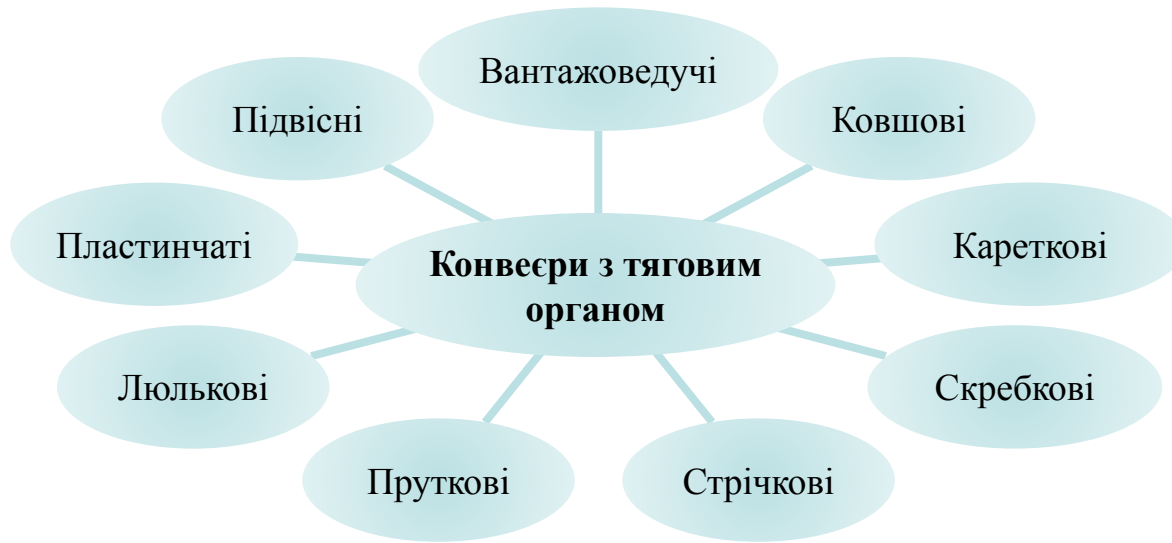 Вантажоведучі
Підвісні
Ковшові
Пластинчаті
Кареткові
Конвеєри з тяговим
органом
Люлькові
Скребкові
Пруткові
Стрічкові